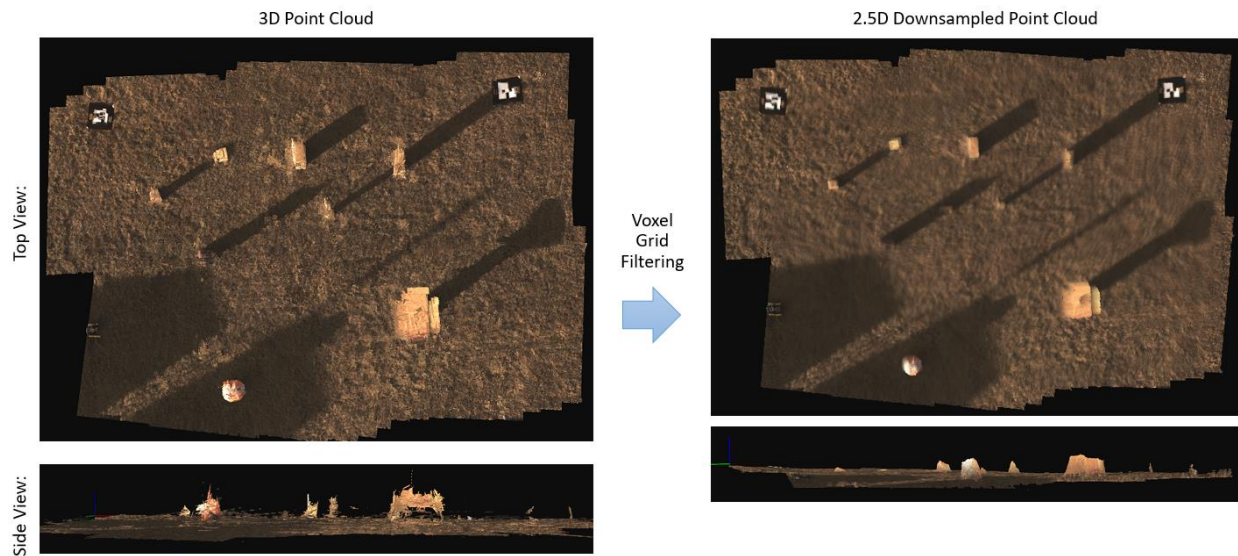 3D Point Cloud
2.5D Downsampled Point Cloud
Top View:
Voxel
Grid
Filtering
Side View: